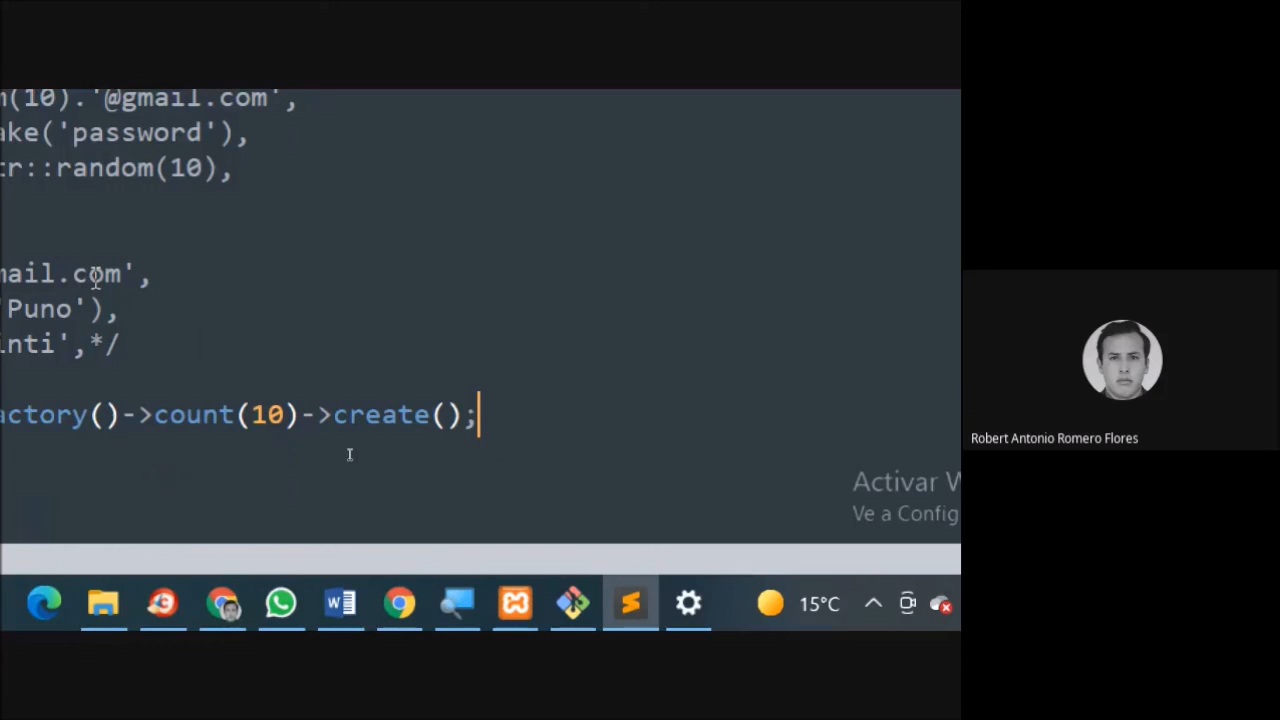 m(10).'@gmail.com',
ake('password'),
tr::random(10),
mail.com',
'Puno'),
inti',*/
actory()->count(10)->create();
Activar W
Ve a Config
15°C
Robert Antonio Romero Flores